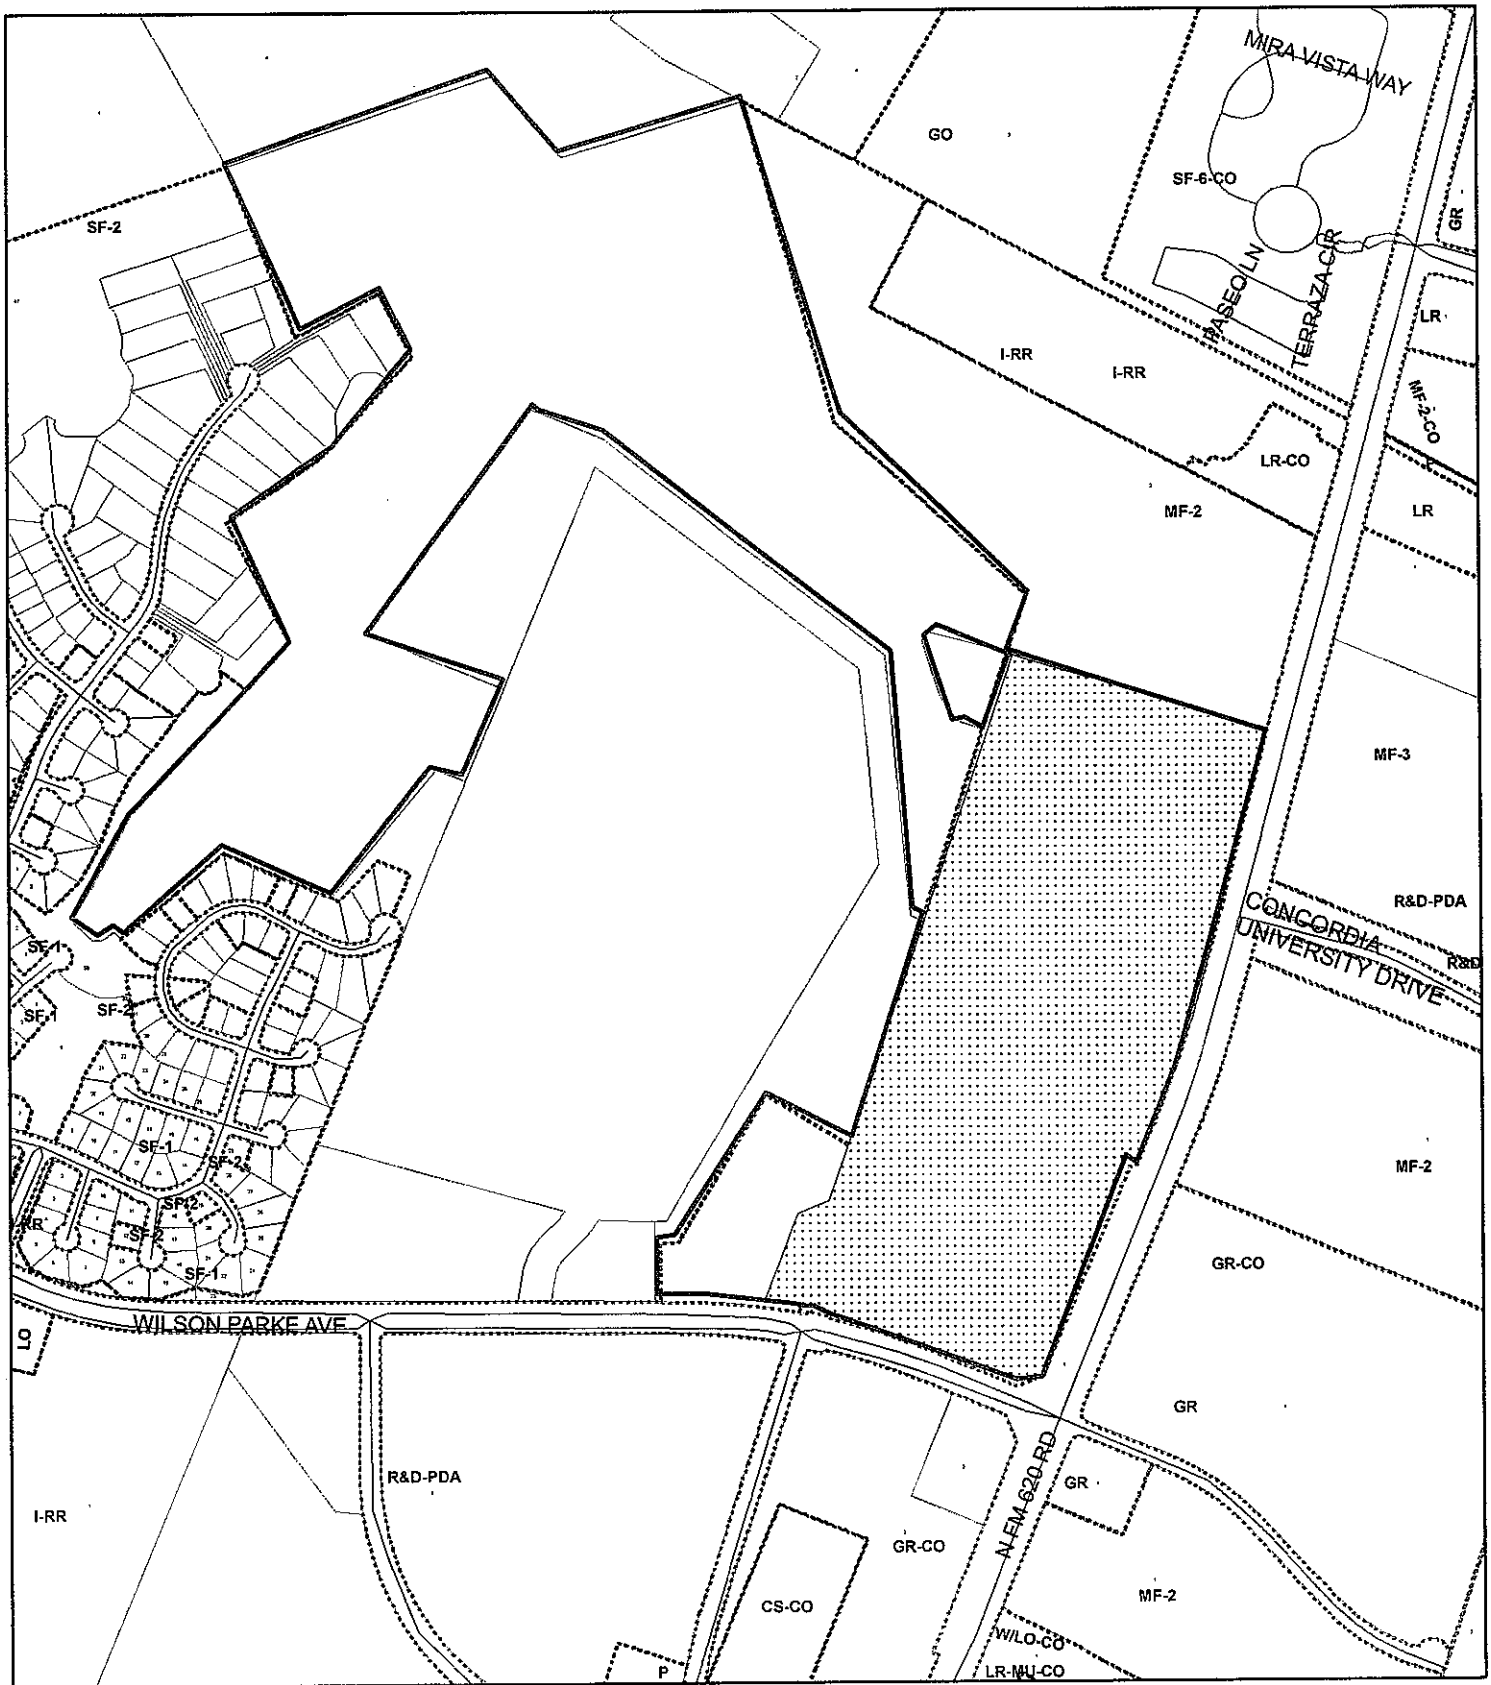 MIRA VISTA WAY
GO
SF-6-CO
GR
SF-2
PASEO LN
TERRAZA CIR
LR
I-RR
I-RR
MF-2-CO
LR-CO
MF-2
LR
MF-3
R&D-PDA
CONCORDIA
UNIVERSITY DRIVE
R&D
SF-1
SF-2
SF-1
SF-1
SF-2
MF-2
SF-2
SF-2
RR
GR-CO
SF-1
WILSON PARKE AVE
LO
GR
R&D-PDA
N FM 620 RD
GR
I-RR
GR-CO
CS-CO
MF-2
W/LO-CO
P
LR-MU-CO